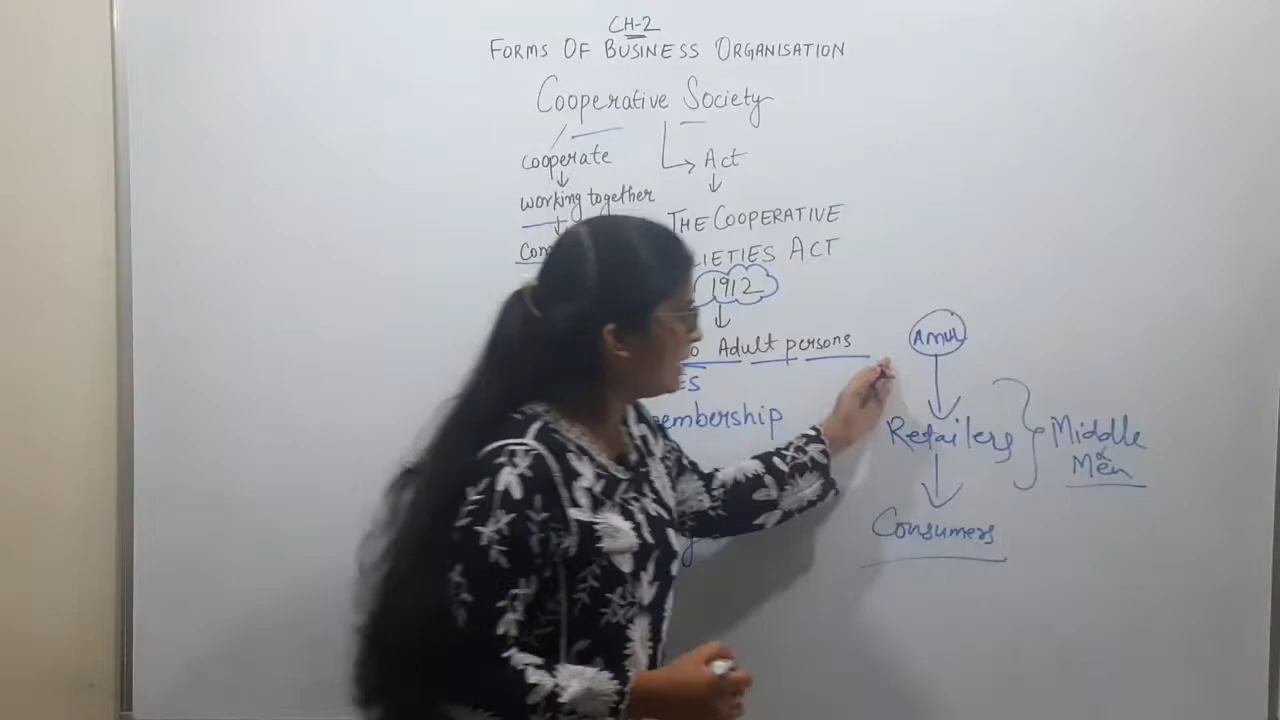 CH-2
FORMS OF BUSINESS ORGANISATION
Cooperative Society
cooperate
Act
working together
THE COOPERATIVE
ACT
1912
Adult persons
membership
AMUL
Retailers
Middle
Men
Consumers